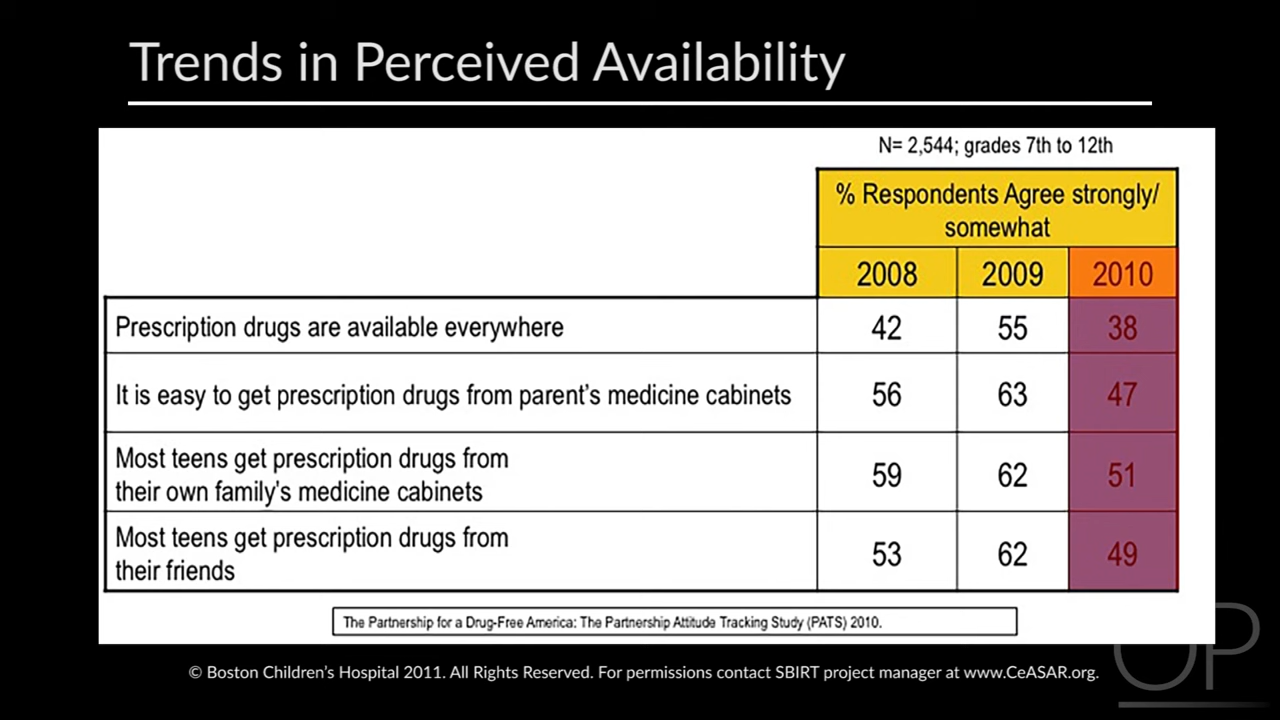 Trends in Perceived Availability
N= 2,544; grades 7th to 12th
% Respondents Agree strongly/
somewhat
2008 2009 2010
Prescription drugs are available everywhere 42 55 38
It is easy to get prescription drugs from parent's medicine cabinets 56 63 47
Most teens get prescription drugs from
their own family's medicine cabinets 59 62 51
Most teens get prescription drugs from
their friends 53 62 49
The Partnership for a Drug-Free America: The Partnership Attitude Tracking Study (PATS) 2010.
© Boston Children's Hospital 2011. All Rights Reserved. For permissions contact SBIRT project manager at www.CeASAR.org.
OP